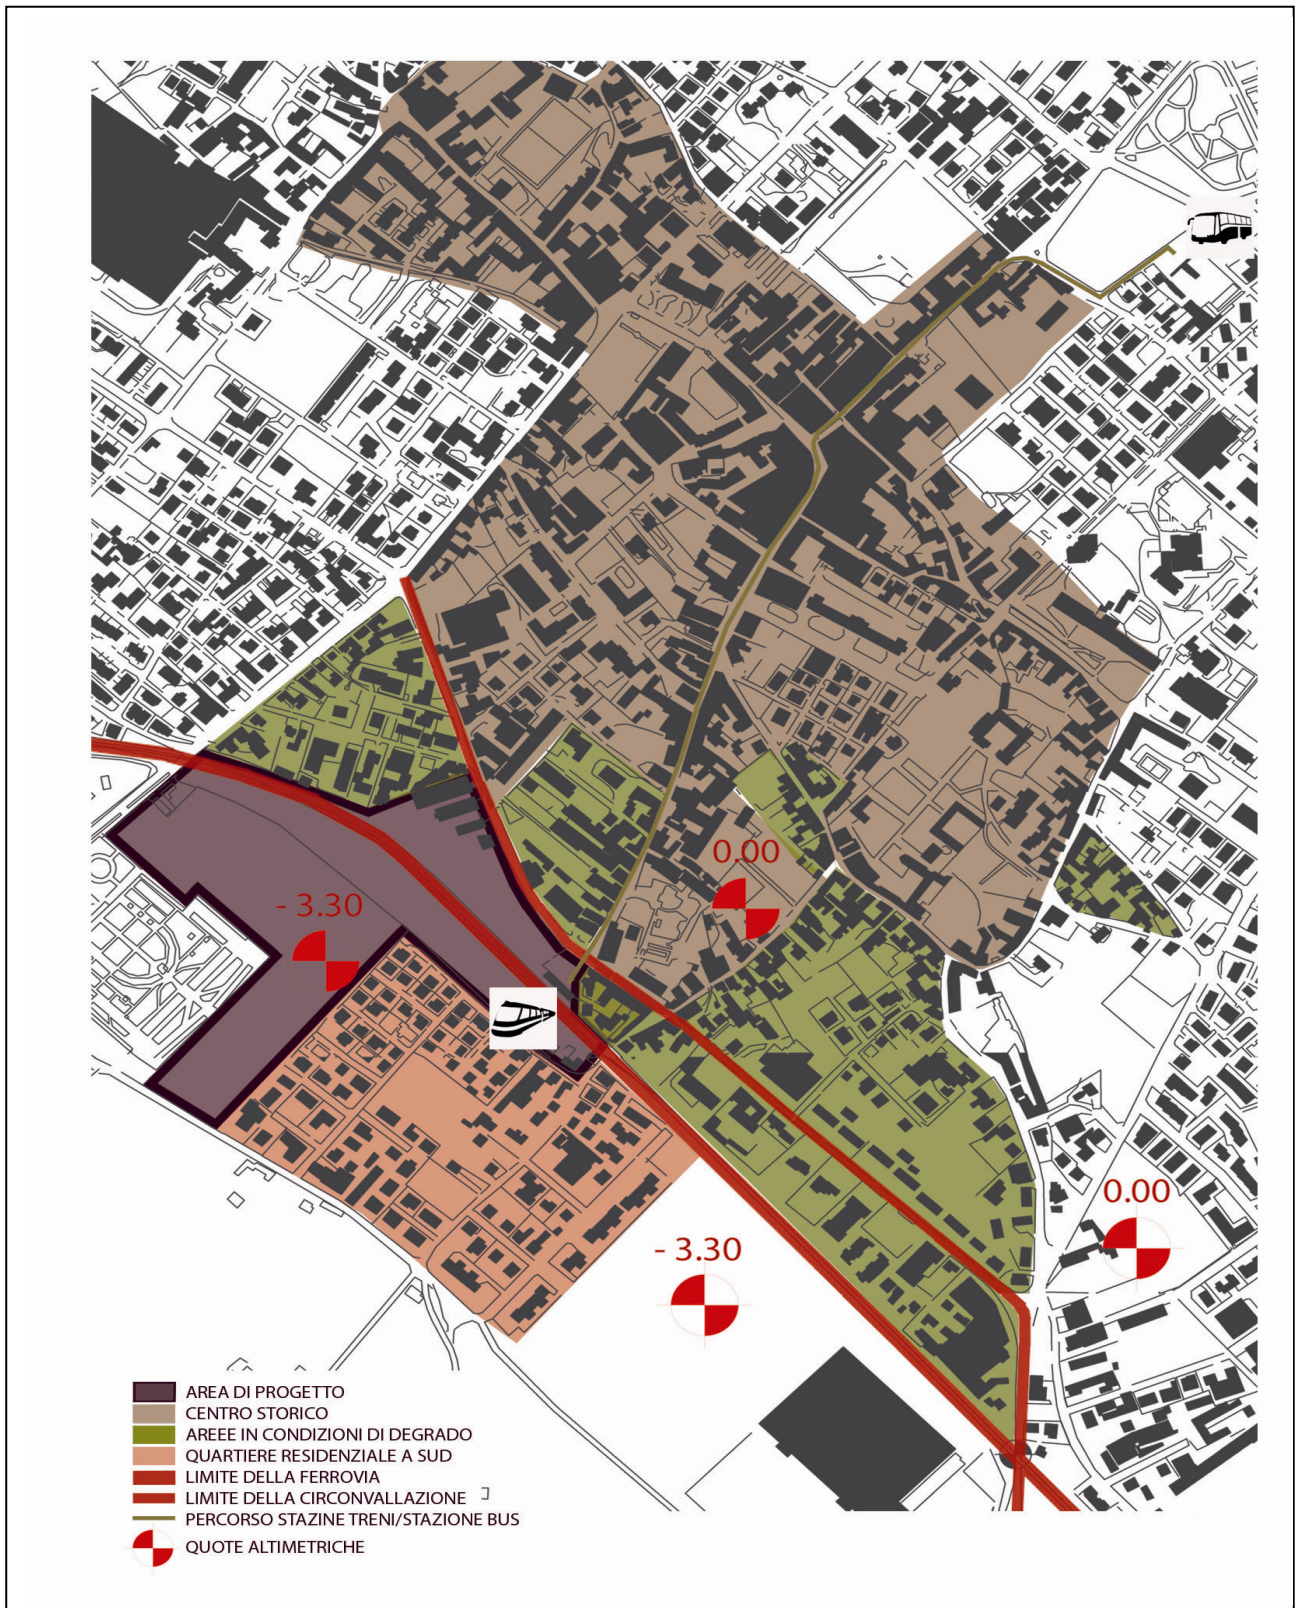 0.00
- 3.30
0.00
- 3.30
AREA DI PROGETTO
CENTRO STORICO
AREEE IN CONDIZIONI DI DEGRADO
QUARTIERE RESIDENZIALE A SUD
LIMITE DELLA FERROVIA
LIMITE DELLA CIRCONVALLAZIONE
PERCORSO STAZINE TRENI/STAZIONE BUS
QUOTE ALTIMETRICHE